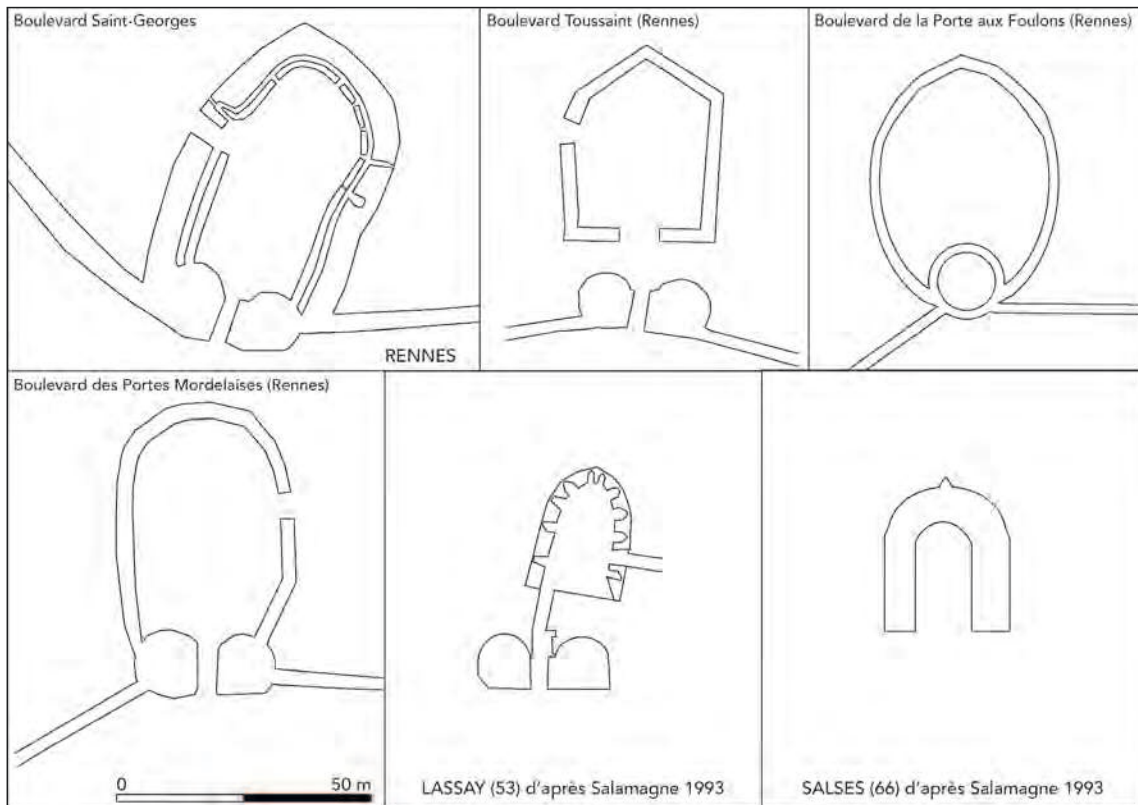 Boulevard Saint-Georges
Boulevard Toussaint (Rennes)
Boulevard de la Porte aux Foulons (Rennes)
RENNES
Boulevard des Portes Mordelaises (Rennes)
0 50 m
LASSAY (53) d'après Salamagne 1993
SALSES (66) d'après Salamagne 1993